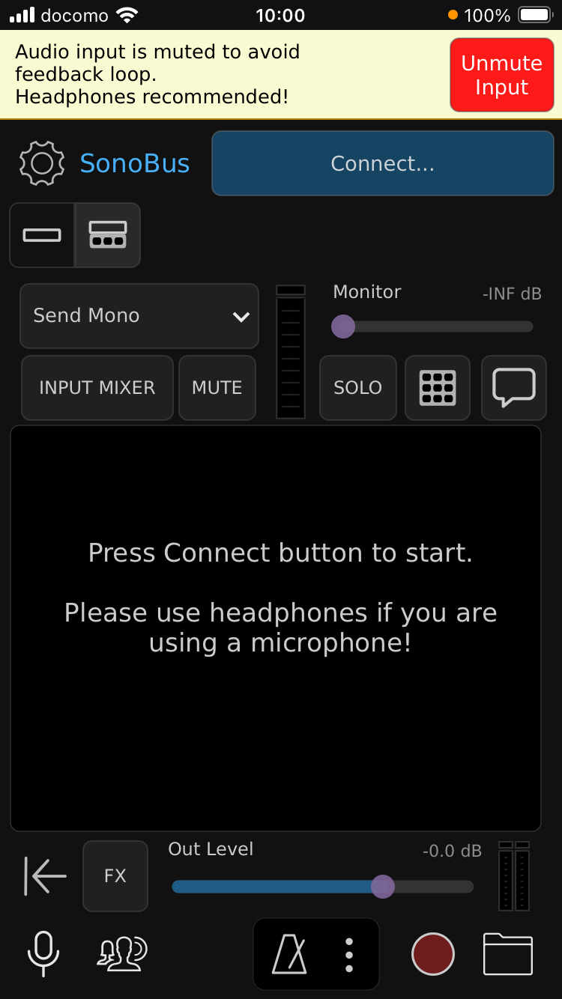 docomo 10:00 100%
Audio input is muted to avoid
feedback loop.
Headphones recommended!
Unmute
Input
SonoBus
Connect...
Send Mono
Monitor -INF dB
INPUT MIXER MUTE SOLO
Press Connect button to start.
Please use headphones if you are
using a microphone!
Out Level -0.0 dB
FX